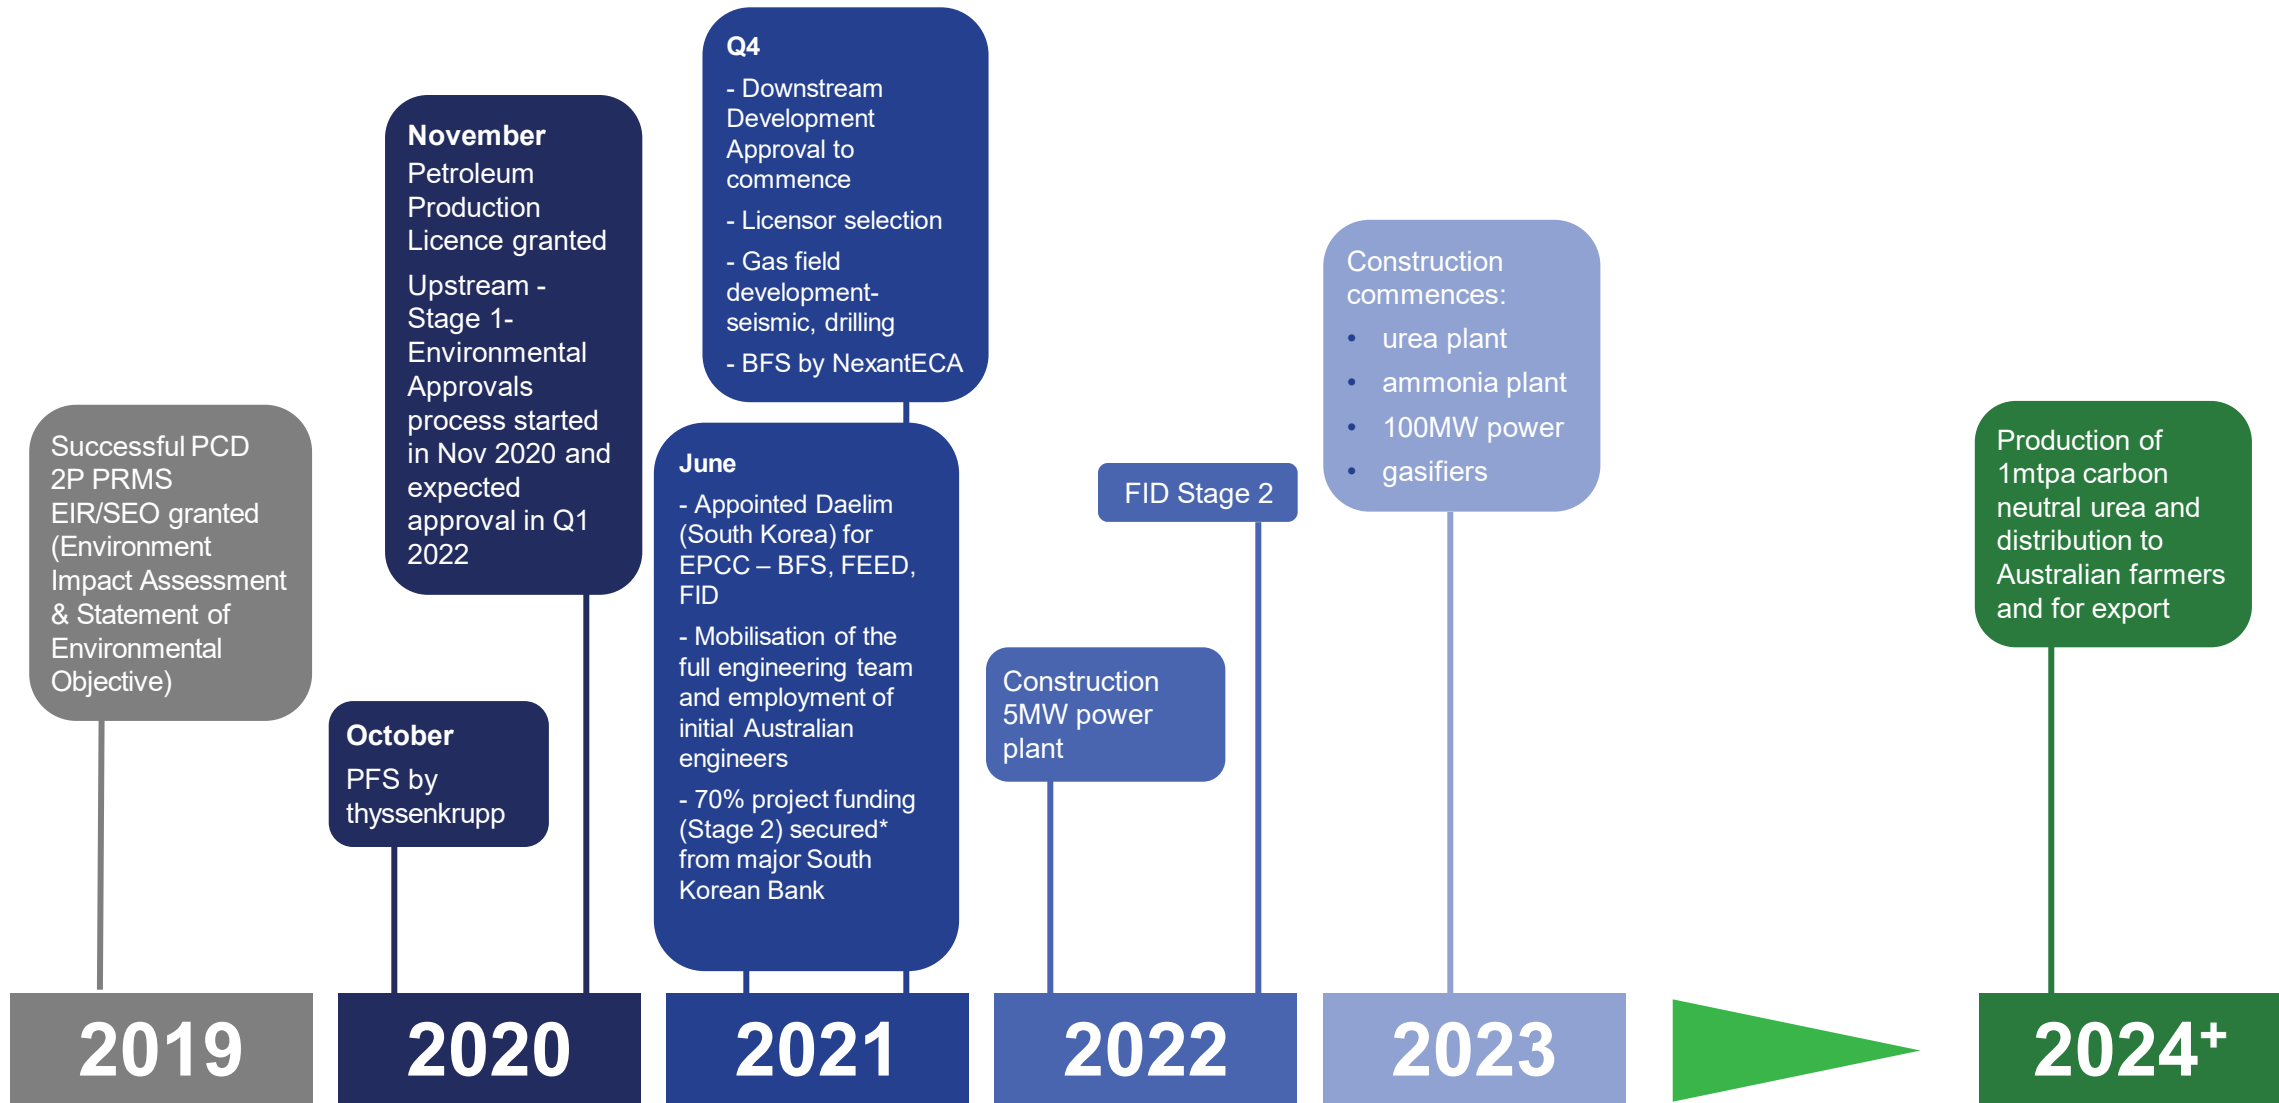 Successful PCD
2P PRMS
EIR/SEO granted
(Environment
Impact Assessment
& Statement of
Environmental
Objective)
October
PFS by
thyssenkrupp
November
Petroleum
Production
Licence granted
Upstream -
Stage 1-
Environmental
Approvals
process started
in Nov 2020 and
expected
approval in Q1
2022
Q4
- Downstream
Development
Approval to
commence
- Licensor selection
- Gas field
development-
seismic, drilling
- BFS by NexantECA
June
- Appointed Daelim
(South Korea) for
EPCC – BFS, FEED,
FID
- Mobilisation of the
full engineering team
and employment of
initial Australian
engineers
- 70% project funding
(Stage 2) secured*
from major South
Korean Bank
Construction
5MW power
plant
FID Stage 2
Construction
commences:
• urea plant
• ammonia plant
• 100MW power
• gasifiers
Production of
1mtpa carbon
neutral urea and
distribution to
Australian farmers
and for export
2019
2020
2021
2022
2023
2024+